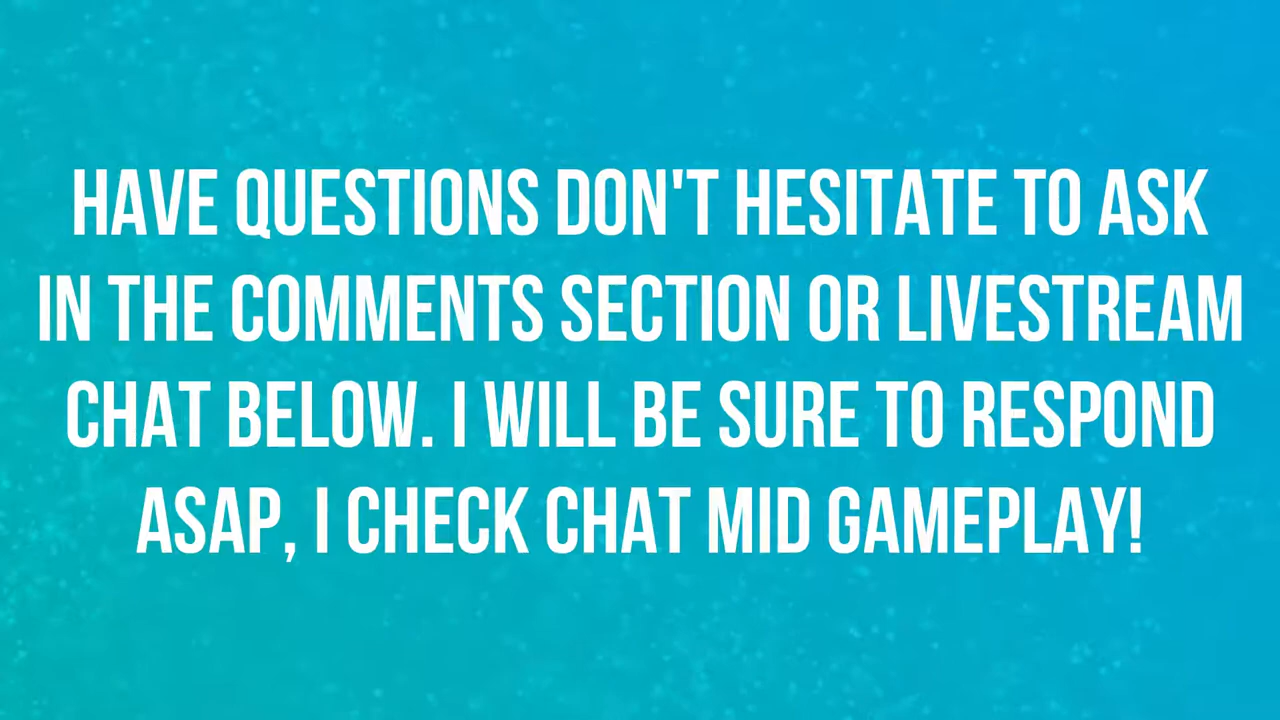 HAVE QUESTIONS DON'T HESITATE TO ASK
IN THE COMMENTS SECTION OR LIVESTREAM
CHAT BELOW. I WILL BE SURE TO RESPOND
ASAP, I CHECK CHAT MID GAMEPLAY!